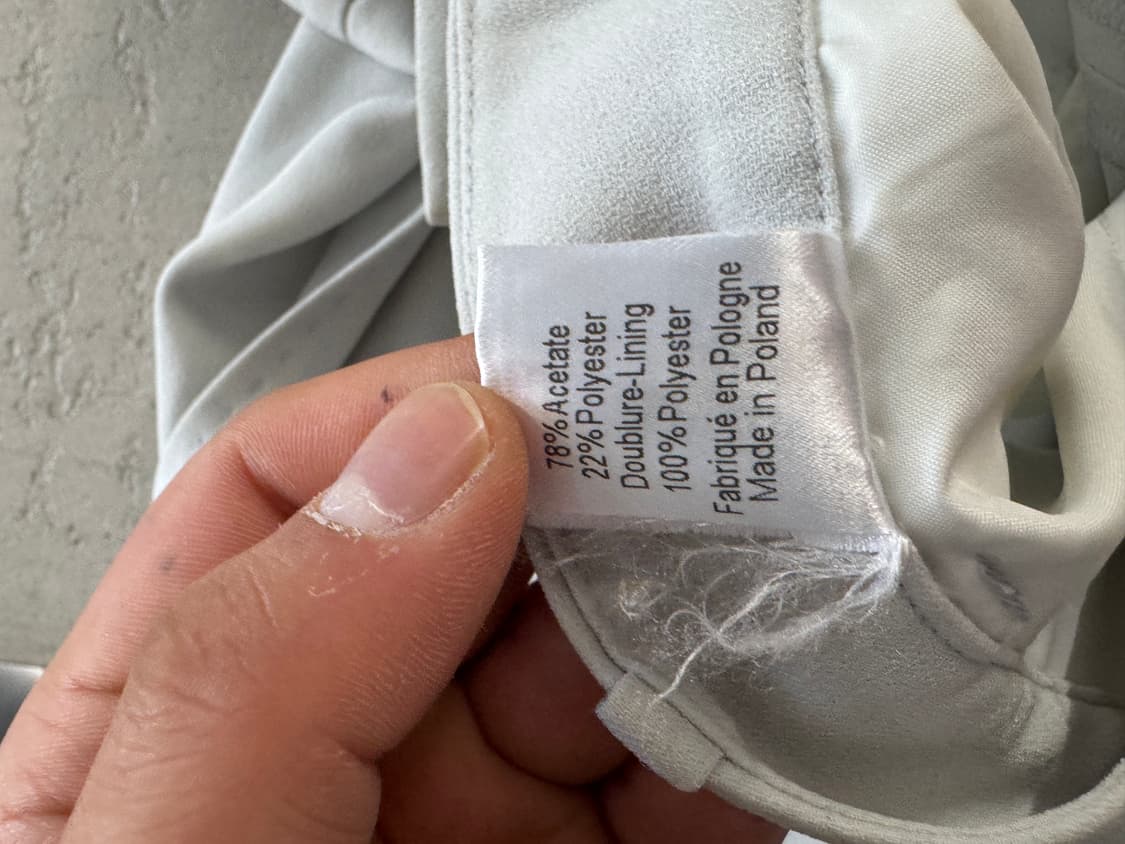 78% Acetate
22% Polyester
Doublure-Lining
100% Polyester
Fabriqué en Pologne
Made in Poland